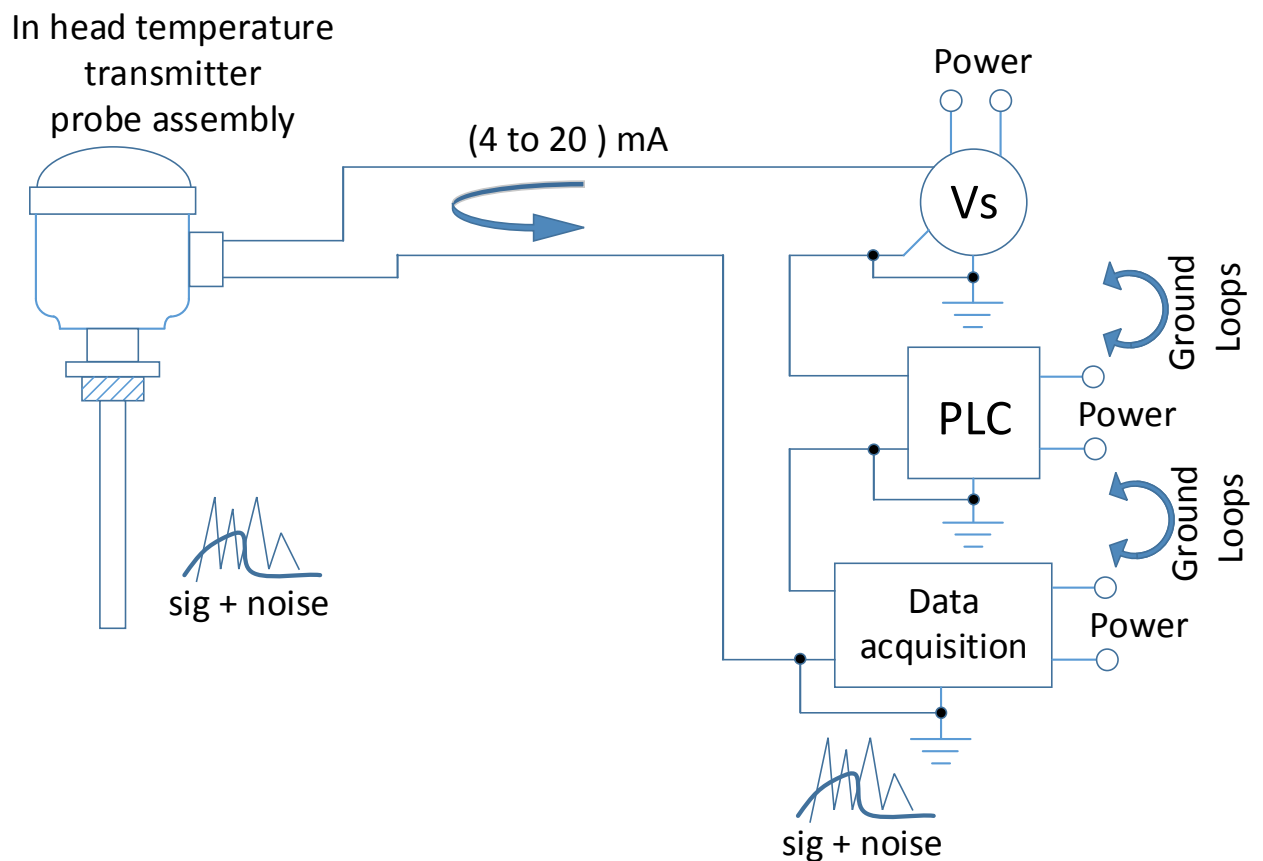 In head temperature
transmitter
probe assembly
(4 to 20 ) mA
Power
Vs
Ground
Loops
PLC
Power
Ground
Loops
Data
acquisition
Power
sig + noise
sig + noise